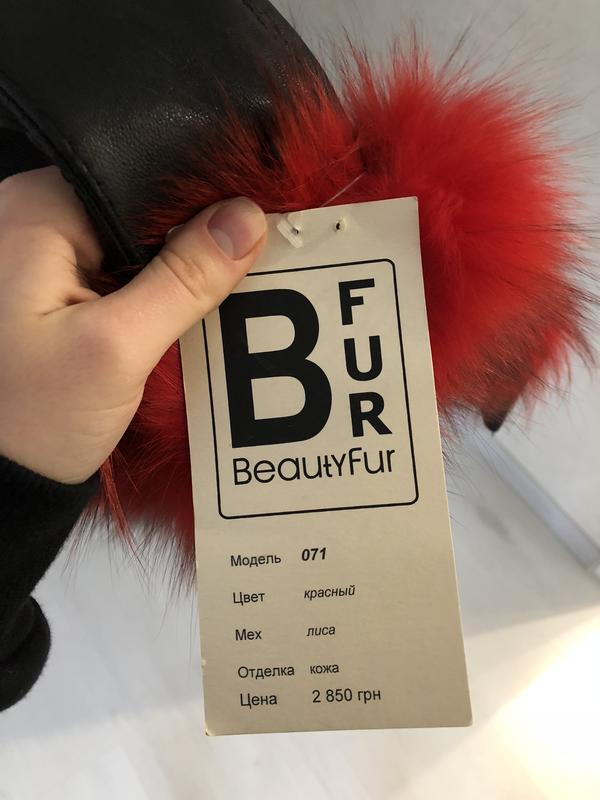 B FUR
BeautyFur
Модель 071
Цвет красный
Мех лиса
Отделка кожа
Цена 2 850 грн